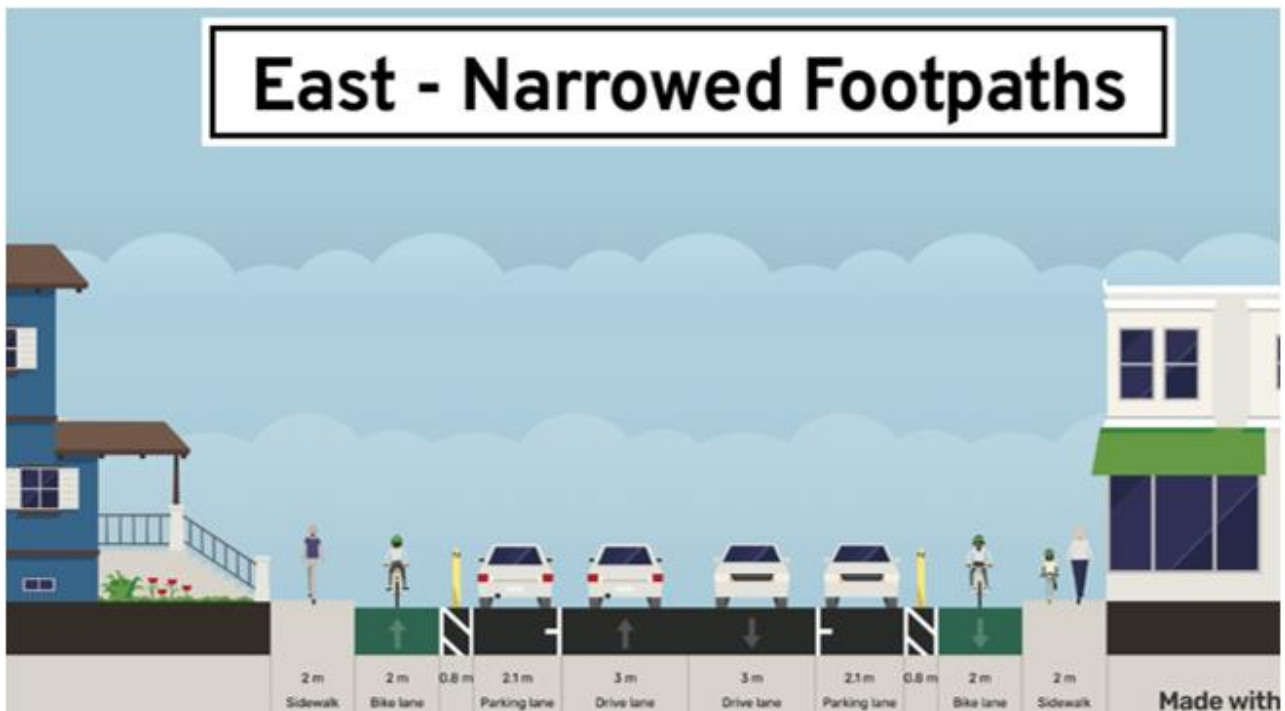 East - Narrowed Footpaths
2 m 2 m 0.8 m 2.1 m 3 m 3 m 2.1 m 0.8 m 2 m 2 m
Sidewalk Bike lane Parking lane Drive lane Drive lane Parking lane Bike lane Sidewalk
Made with